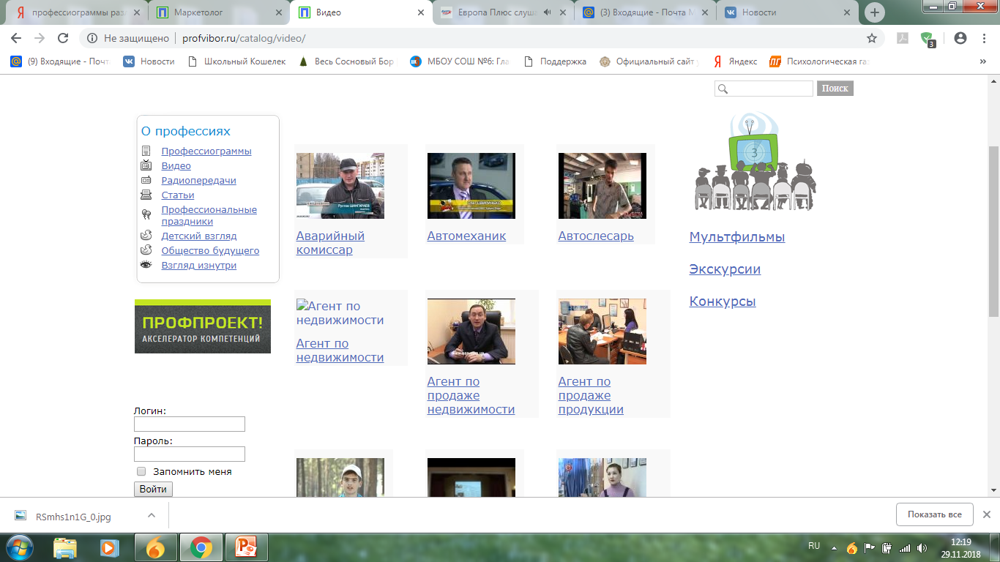 профессиограммы раз
Маркетолог
Видео
Европа Плюс слуша
(3) Входящие - Почта M
Новости
Не защищено
profvibor.ru/catalog/video/
3
(9) Входящие - Почт
Новости
Школьный Кошелек
Весь Сосновый Бор
МБОУ СОШ №6: Гла
Поддержка
Официальный сайт
Яндекс
Психологическая га
»
Поиск
О профессиях
Профессиограммы
Видео
Радиопередачи
Статьи
Профессиональные
праздники
Детский взгляд
Общество будущего
Взгляд изнутри
ПРОФПРОЕКТ!
АКСЕЛЕРАТОР КОМПЕТЕНЦИЙ
Логин:
Пароль:
Запомнить меня
Войти
Аварийный
комиссар
Автомеханик
Автослесарь
Агент по
недвижимости
Агент по
недвижимости
Агент по
продаже
недвижимости
Агент по
продаже
продукции
3
Мультфильмы
Экскурсии
Конкурсы
RSmhs1n1G_0.jpg
Показать все
RU
12:19
29.11.2018